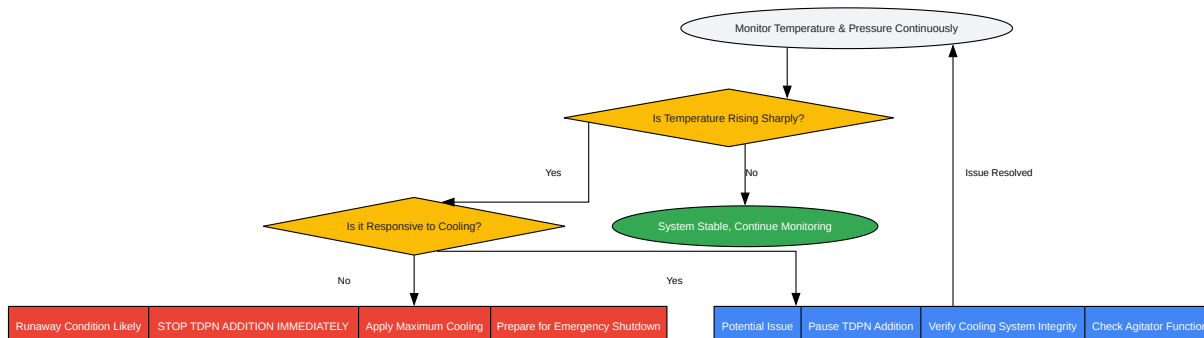 Monitor Temperature & Pressure Continuously
Is Temperature Rising Sharply?
Yes
No
Issue Resolved
Is it Responsive to Cooling?
System Stable, Continue Monitoring
No
Yes
Runaway Condition Likely
STOP TDPN ADDITION IMMEDIATELY
Apply Maximum Cooling
Prepare for Emergency Shutdown
Potential Issue
Pause TDPN Addition
Verify Cooling System Integrity
Check Agitator Function